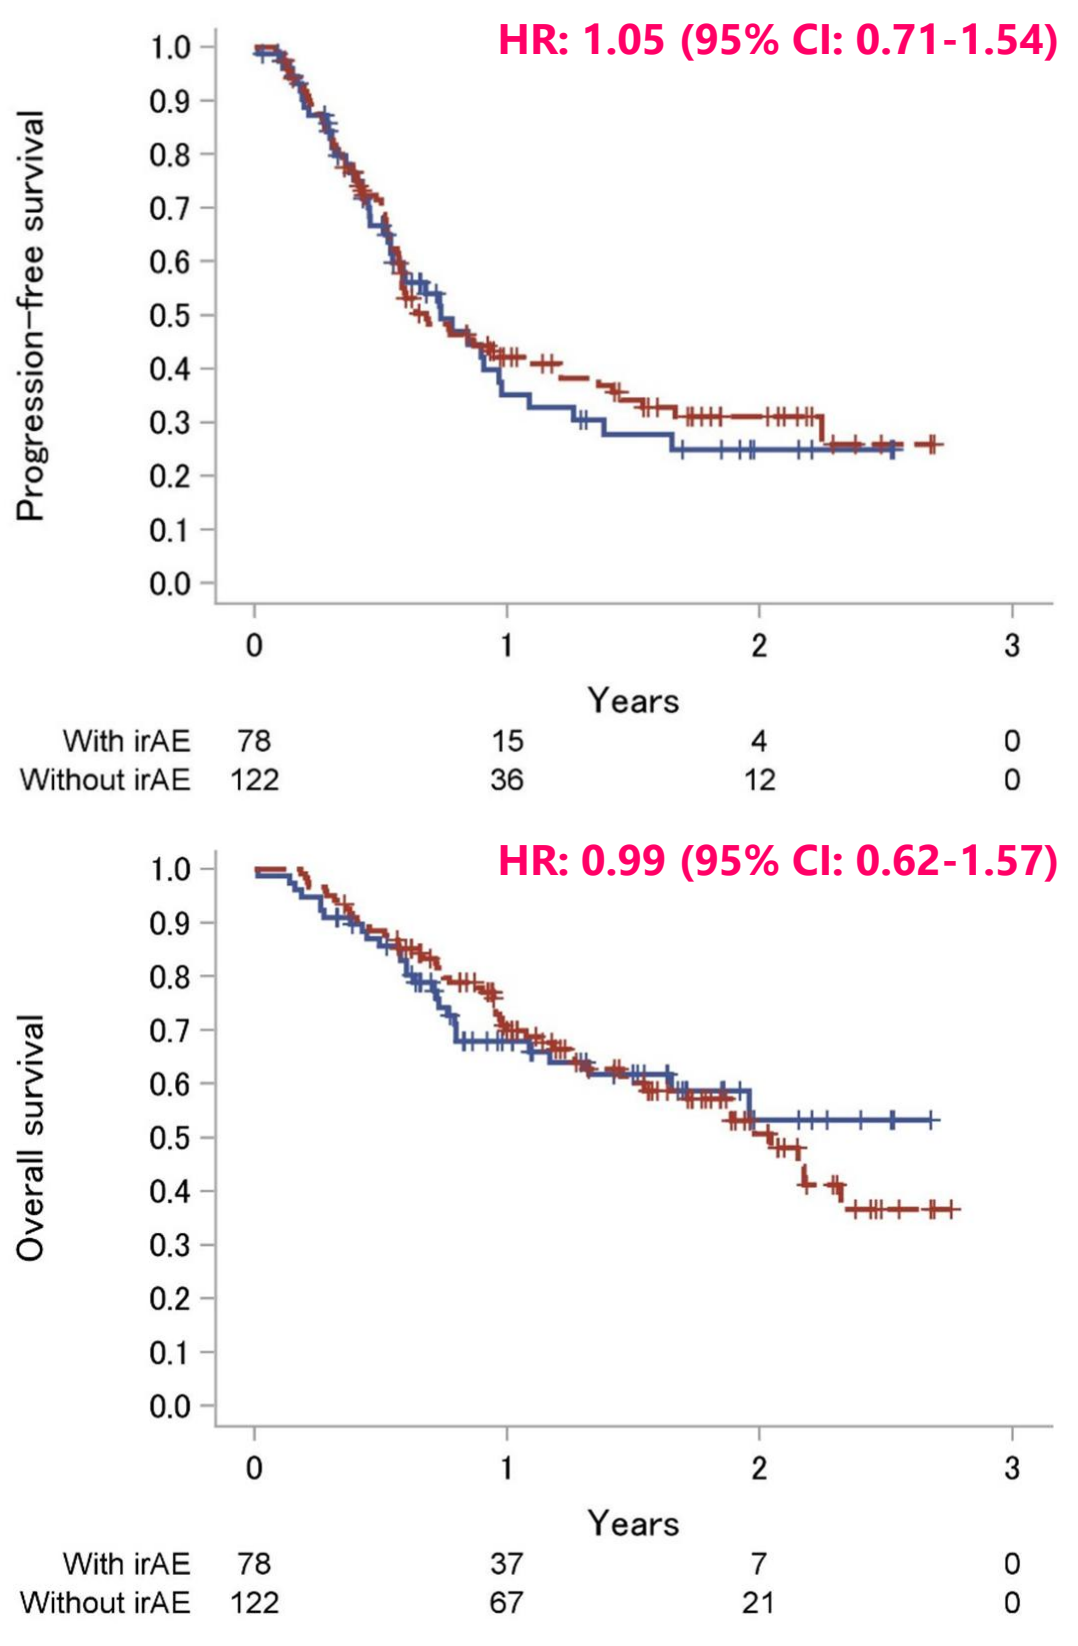 HR: 1.05 (95% CI: 0.71-1.54)
Progression-free survival
1.0
0.9
0.8
0.7
0.6
0.5
0.4
0.3
0.2
0.1
0.0
0 1 2 3
Years
With irAE 78 15 4 0
Without irAE 122 36 12 0
HR: 0.99 (95% CI: 0.62-1.57)
Overall survival
1.0
0.9
0.8
0.7
0.6
0.5
0.4
0.3
0.2
0.1
0.0
0 1 2 3
Years
With irAE 78 37 7 0
Without irAE 122 67 21 0